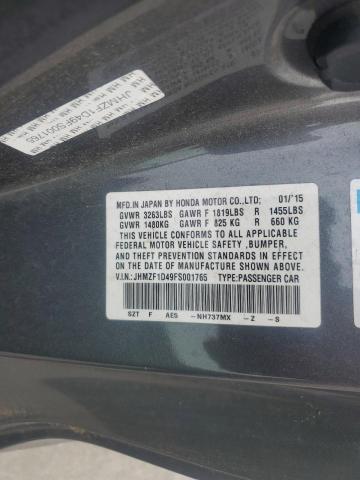 JHMZF1D49FS001765
MFD.IN JAPAN BY HONDA MOTOR CO.,LTD; 01/'15
GVWR 3263LBS GAWR F 1819LBS R 1455LBS
GVWR 1480KG GAWR F 825 KG R 660 KG
THIS VEHICLE CONFORMS TO ALL APPLICABLE
FEDERAL MOTOR VEHICLE SAFETY ,BUMPER,
AND THEFT PREVENTION STANDARDS IN EFFECT
ON THE DATE OF MANUFACTURE SHOWN ABOVE.
V.I.N.:JHMZF1D49FS001765 TYPE:PASSENGER CAR
SZT F AES -NH737MX -Z -S